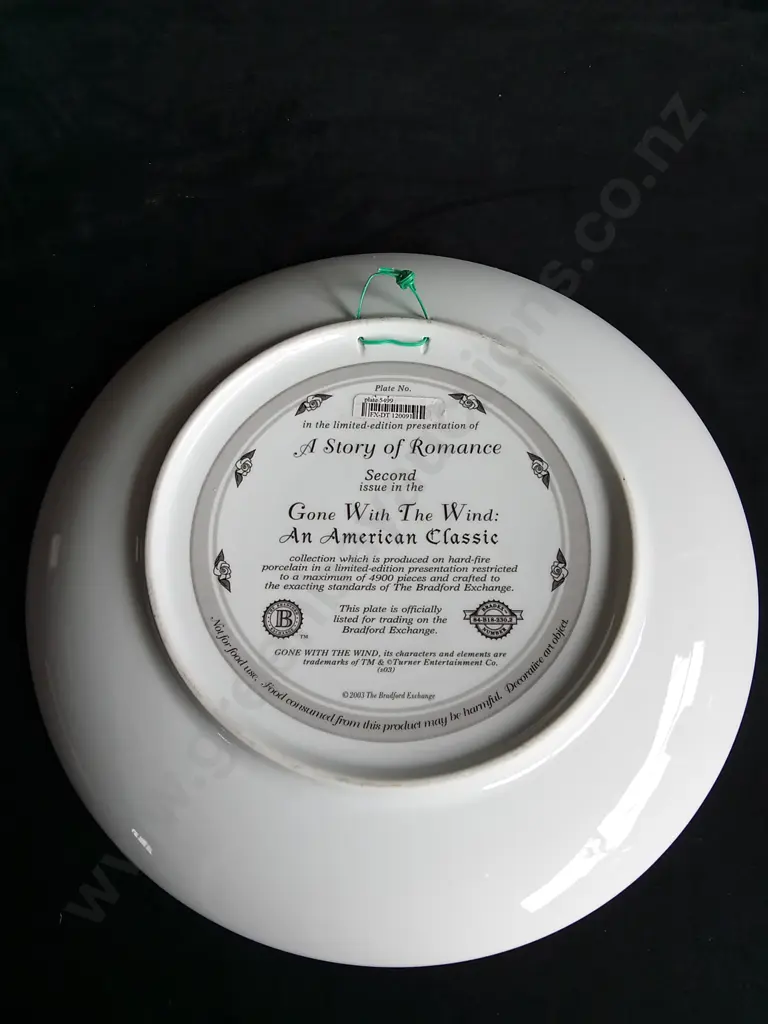 Plate No.
in the limited-edition presentation of
A Story of Romance
Second
issue in the
Gone With The Wind:
An American Classic
collection which is produced on hard-fire
porcelain in a limited-edition presentation restricted
to a maximum of 4900 pieces and crafted to
the exacting standards of The Bradford Exchange.
B
TM
This plate is officially
listed for trading on the
Bradford Exchange.
BRADEX
84-B18-330.2
NUMBER
GONE WITH THE WIND, its characters and elements are
trademarks of TM & ©Turner Entertainment Co.
(s03)
© 2003 The Bradford Exchange
Not for food use. Food consumed from this product may be harmful. Decorative art object.